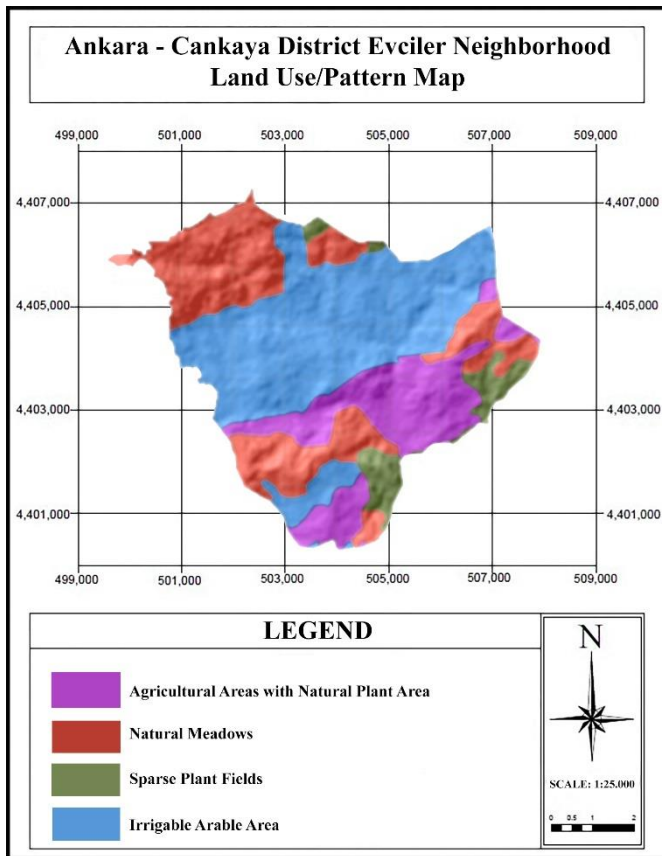 Ankara - Cankaya District Evciler Neighborhood
Land Use/Pattern Map
499,000 501,000 503,000 505,000 507,000 509,000
4,407,000 4,407,000
4,405,000 4,405,000
4,403,000 4,403,000
4,401,000 4,401,000
499,000 501,000 503,000 505,000 507,000 509,000
LEGEND
Agricultural Areas with Natural Plant Area
Natural Meadows
Sparse Plant Fields
Irrigable Arable Area
N
SCALE: 1:25.000
0 0.5 1 2